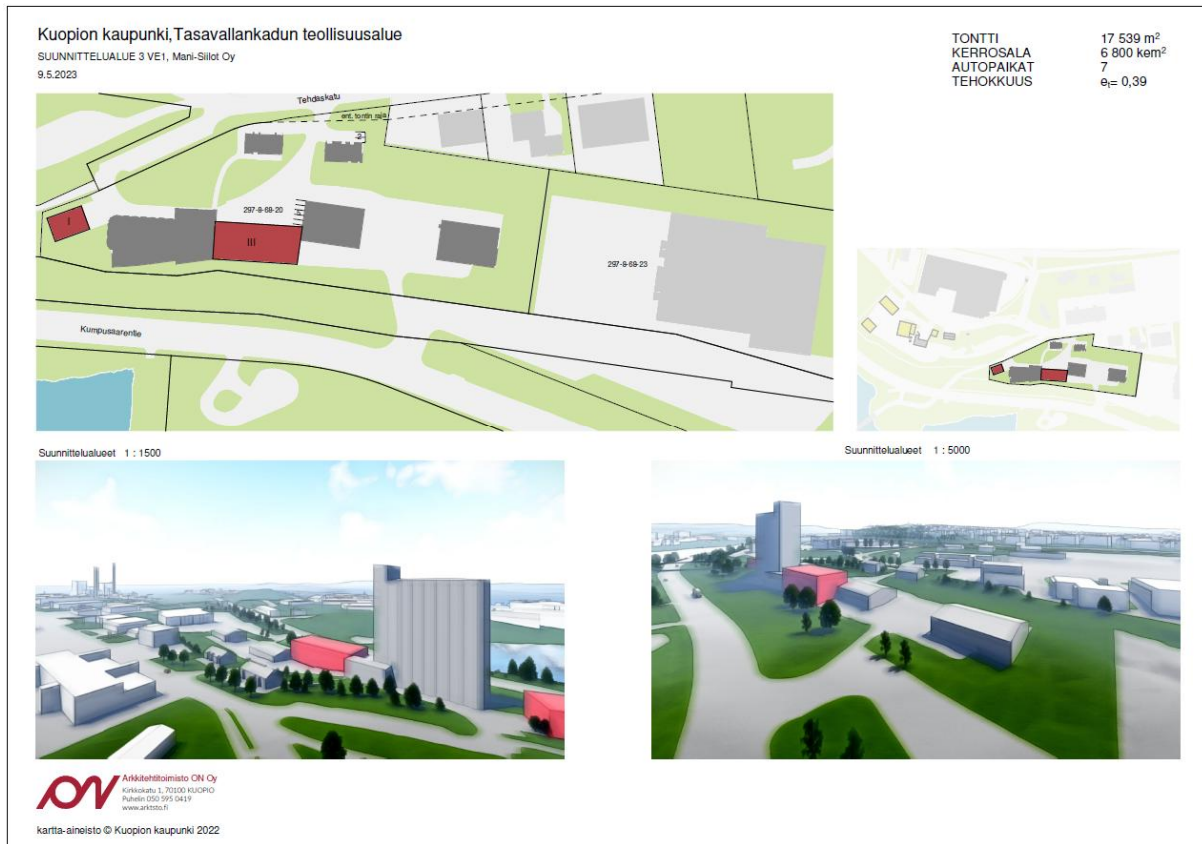 Kuopion kaupunki,Tasavallankadun teollisuusalue
SUUNNITTELUALUE 3 VE1, Mani-Siilot Oy
9.5.2023
TONTTI 17 539 m²
KERROSALA 6 800 kem²
AUTOPAIKAT 7
TEHOKKUUS eₜ= 0,39
Tehdaskatu
ent. tontin raja
2
I
297-8-68-20
5
III
297-8-68-23
Kumpusaarentie
Suunnittelualueet 1 : 1500
Suunnittelualueet 1 : 5000
ON
Arkkitehtitoimisto ON Oy
Kirkkokatu 1, 70100 KUOPIO
Puhelin 050 595 0419
www.arktsto.fi
kartta-aineisto © Kuopion kaupunki 2022